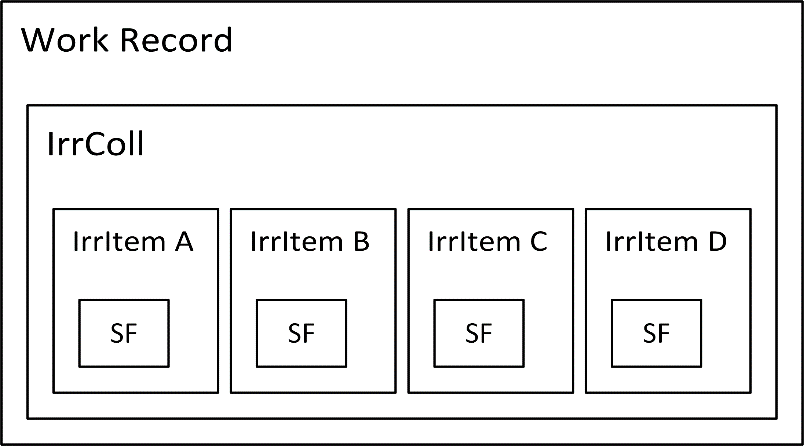 Work Record
IrrColl
IrrItem A IrrItem B IrrItem C IrrItem D
SF SF SF SF